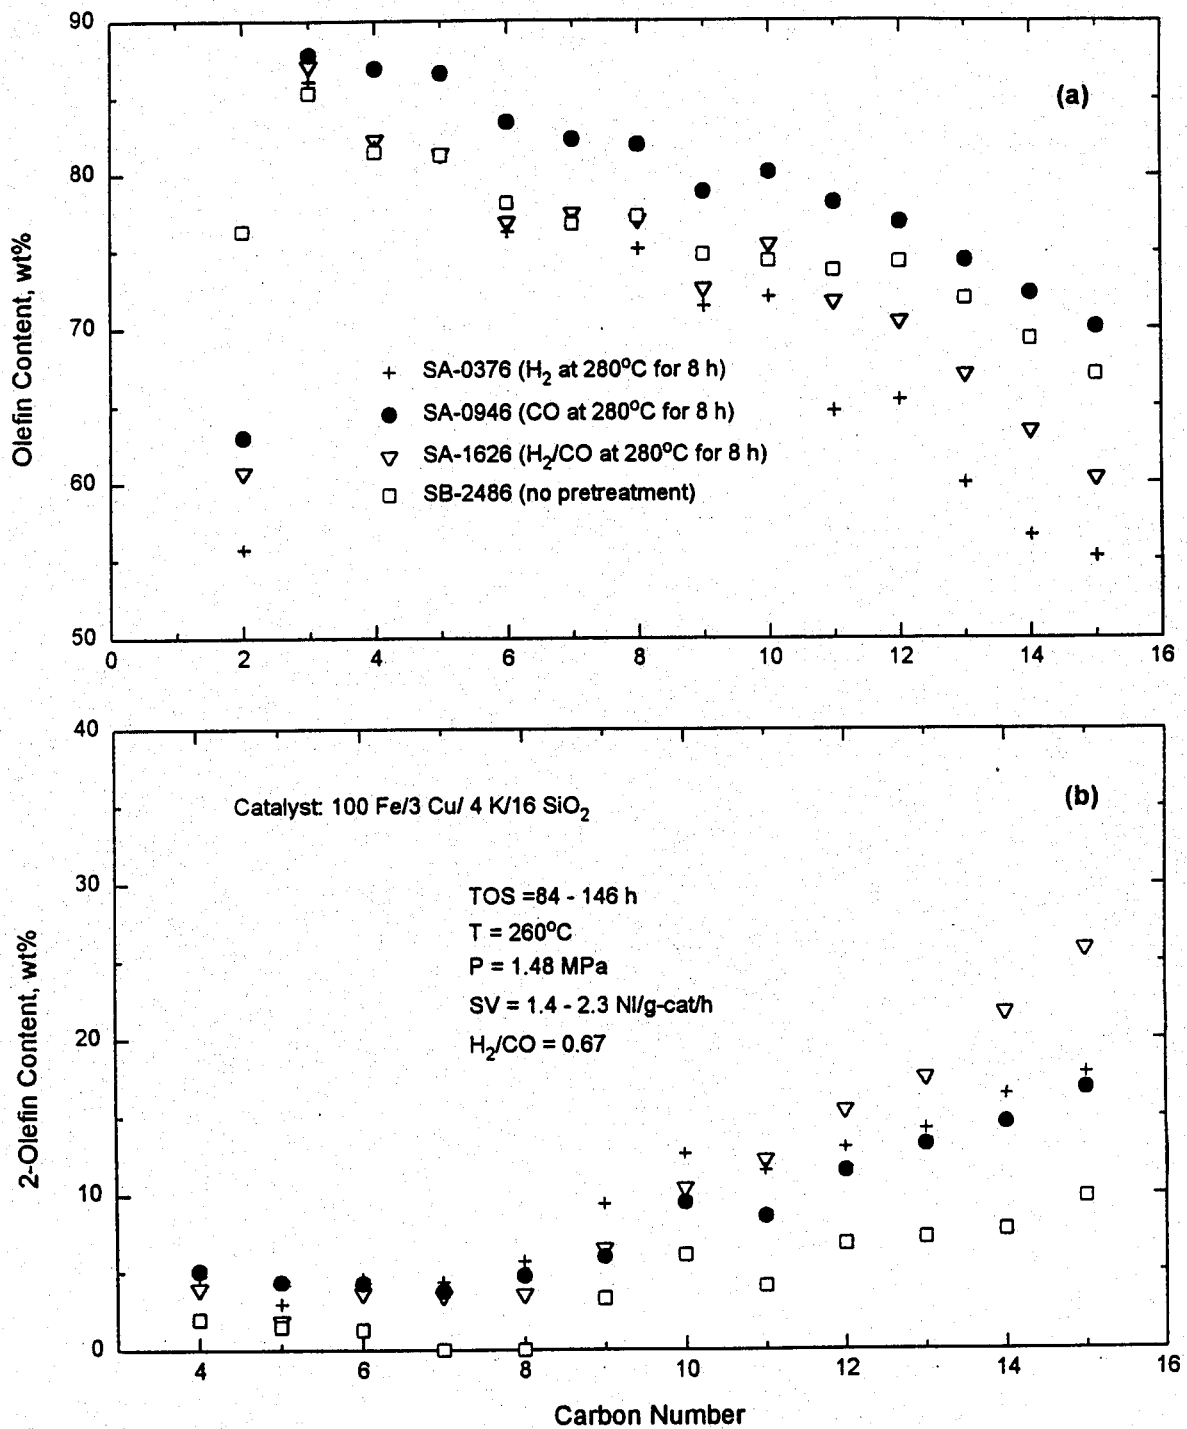 90
80
70
60
50
Olefin Content, wt%
(a)
+ SA-0376 (H₂ at 280°C for 8 h)
● SA-0946 (CO at 280°C for 8 h)
▽ SA-1626 (H₂/CO at 280°C for 8 h)
□ SB-2486 (no pretreatment)
0 2 4 6 8 10 12 14 16
40
30
20
10
0
2-Olefin Content, wt%
(b)
Catalyst: 100 Fe/3 Cu/ 4 K/16 SiO₂
TOS =84 - 146 h
T = 260°C
P = 1.48 MPa
SV = 1.4 - 2.3 Nl/g-cat/h
H₂/CO = 0.67
4 6 8 10 12 14 16
Carbon Number